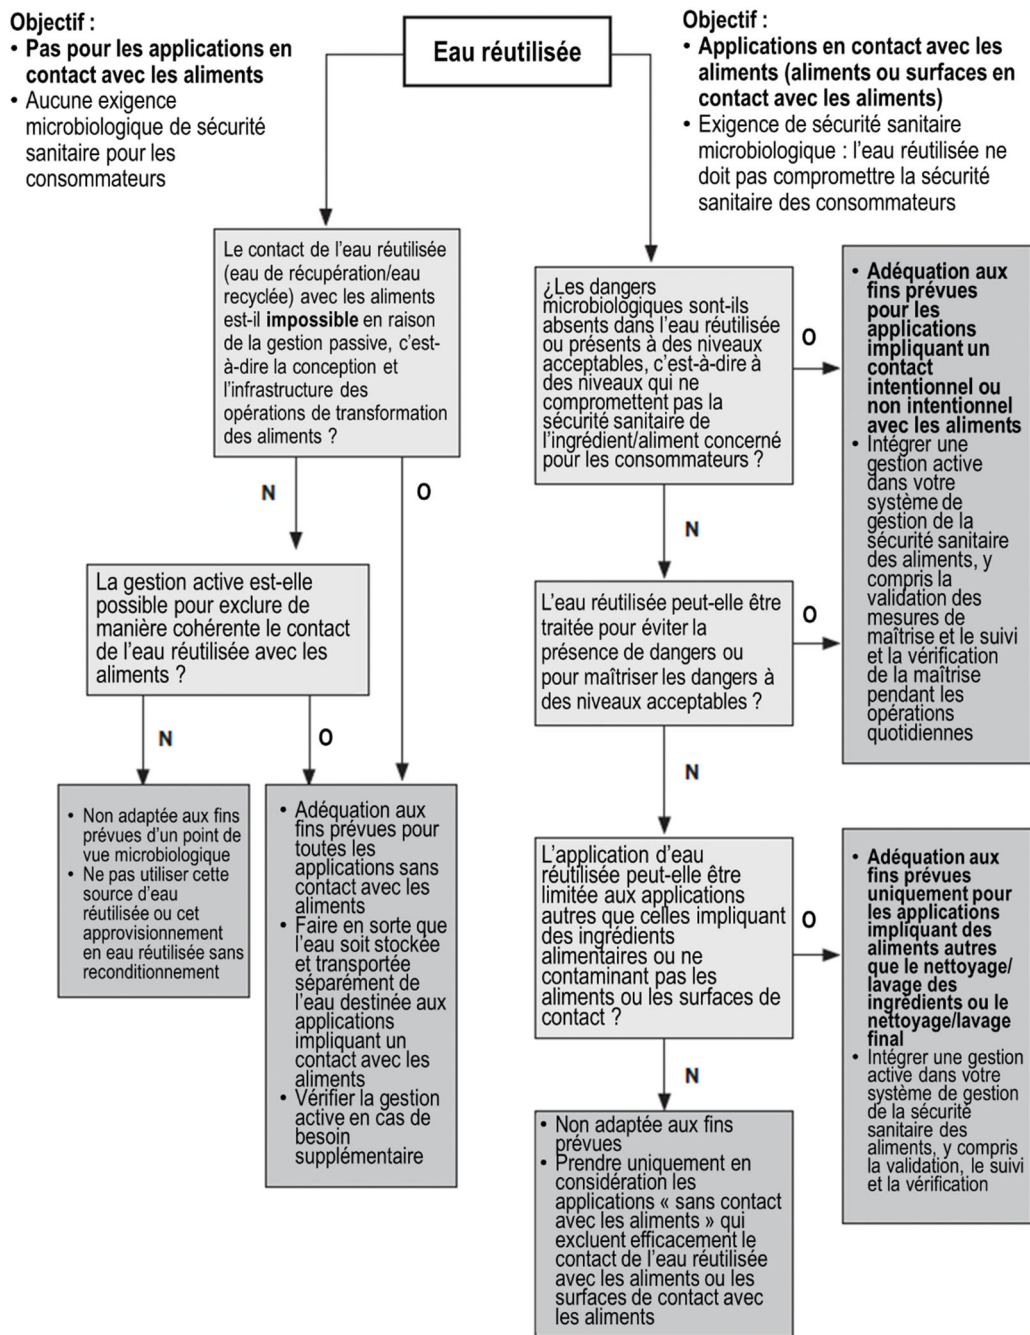 Objectif :
• Pas pour les applications en
contact avec les aliments
• Aucune exigence
microbiologique de sécurité
sanitaire pour les
consommateurs
Eau réutilisée
Objectif :
• Applications en contact avec les
aliments (aliments ou surfaces en
contact avec les aliments)
• Exigence de sécurité sanitaire
microbiologique : l’eau réutilisée ne
doit pas compromettre la sécurité
sanitaire des consommateurs
Le contact de l’eau réutilisée
(eau de récupération/eau
recyclée) avec les aliments
est-il impossible en raison
de la gestion passive, c’est-
à-dire la conception et
l’infrastructure des
opérations de transformation
des aliments ?
N
O
La gestion active est-elle
possible pour exclure de
manière cohérente le contact
de l’eau réutilisée avec les
aliments ?
N
O
• Non adaptée aux fins
prévues d’un point de
vue microbiologique
• Ne pas utiliser cette
source d’eau
réutilisée ou cet
approvisionnement
en eau réutilisée sans
reconditionnement
• Adéquation aux
fins prévues pour
toutes les
applications sans
contact avec les
aliments
• Faire en sorte que
l’eau soit stockée
et transportée
séparément de
l’eau destinée aux
applications
impliquant un
contact avec les
aliments
• Vérifier la gestion
active en cas de
besoin
supplémentaire
¿Les dangers
microbiologiques sont-ils
absents dans l’eau réutilisée
ou présents à des niveaux
acceptables, c’est-à-dire à
des niveaux qui ne
compromettent pas la
sécurité sanitaire de
l’ingrédient/aliment concerné
pour les consommateurs ?
O
N
• Adéquation aux
fins prévues
pour les
applications
impliquant un
contact
intentionnel ou
non intentionnel
avec les aliments
• Intégrer une
gestion active
dans votre
système de
gestion de la
sécurité sanitaire
des aliments, y
compris la
validation des
mesures de
maîtrise et le suivi
et la vérification
de la maîtrise
pendant les
opérations
quotidiennes
L’eau réutilisée peut-elle être
traitée pour éviter la
présence de dangers ou
pour maîtriser les dangers à
des niveaux acceptables ?
O
N
L’application d’eau
réutilisée peut-elle être
limitée aux applications
autres que celles impliquant
des ingrédients
alimentaires ou ne
contaminant pas les
aliments ou les surfaces de
contact ?
O
N
• Adéquation aux
fins prévues
uniquement pour
les applications
impliquant des
aliments autres
que le nettoyage/
lavage des
ingrédients ou le
nettoyage/lavage
final
• Intégrer une gestion
active dans votre
système de gestion
de la sécurité
sanitaire des
aliments, y compris
la validation, le suivi
et la vérification
• Non adaptée aux fins
prévues
• Prendre uniquement en
considération les
applications « sans contact
avec les aliments » qui
excluent efficacement le
contact de l’eau réutilisée
avec les aliments ou les
surfaces de contact avec
les aliments